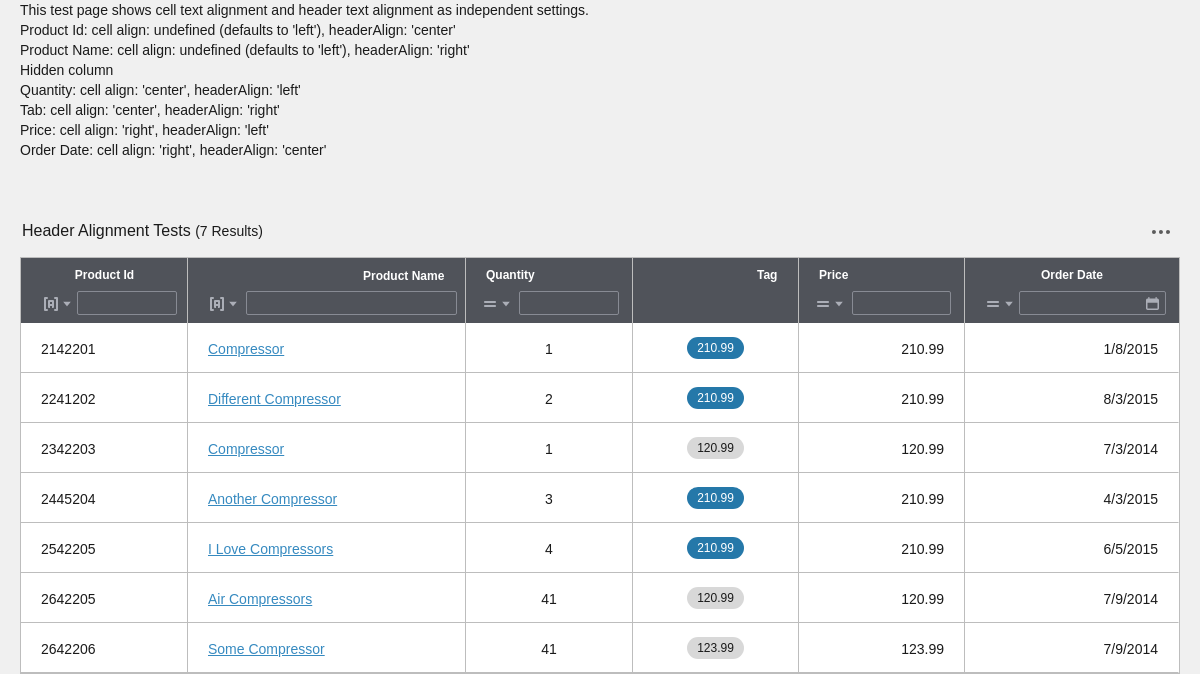 This test page shows cell text alignment and header text alignment as independent settings.
Product Id: cell align: undefined (defaults to 'left'), headerAlign: 'center'
Product Name: cell align: undefined (defaults to 'left'), headerAlign: 'right'
Hidden column
Quantity: cell align: 'center', headerAlign: 'left'
Tab: cell align: 'center', headerAlign: 'right'
Price: cell align: 'right', headerAlign: 'left'
Order Date: cell align: 'right', headerAlign: 'center'
Header Alignment Tests (7 Results)
Product Id Product Name Quantity Tag Price Order Date
2142201 Compressor 1 210.99 210.99 1/8/2015
2241202 Different Compressor 2 210.99 210.99 8/3/2015
2342203 Compressor 1 120.99 120.99 7/3/2014
2445204 Another Compressor 3 210.99 210.99 4/3/2015
2542205 I Love Compressors 4 210.99 210.99 6/5/2015
2642205 Air Compressors 41 120.99 120.99 7/9/2014
2642206 Some Compressor 41 123.99 123.99 7/9/2014